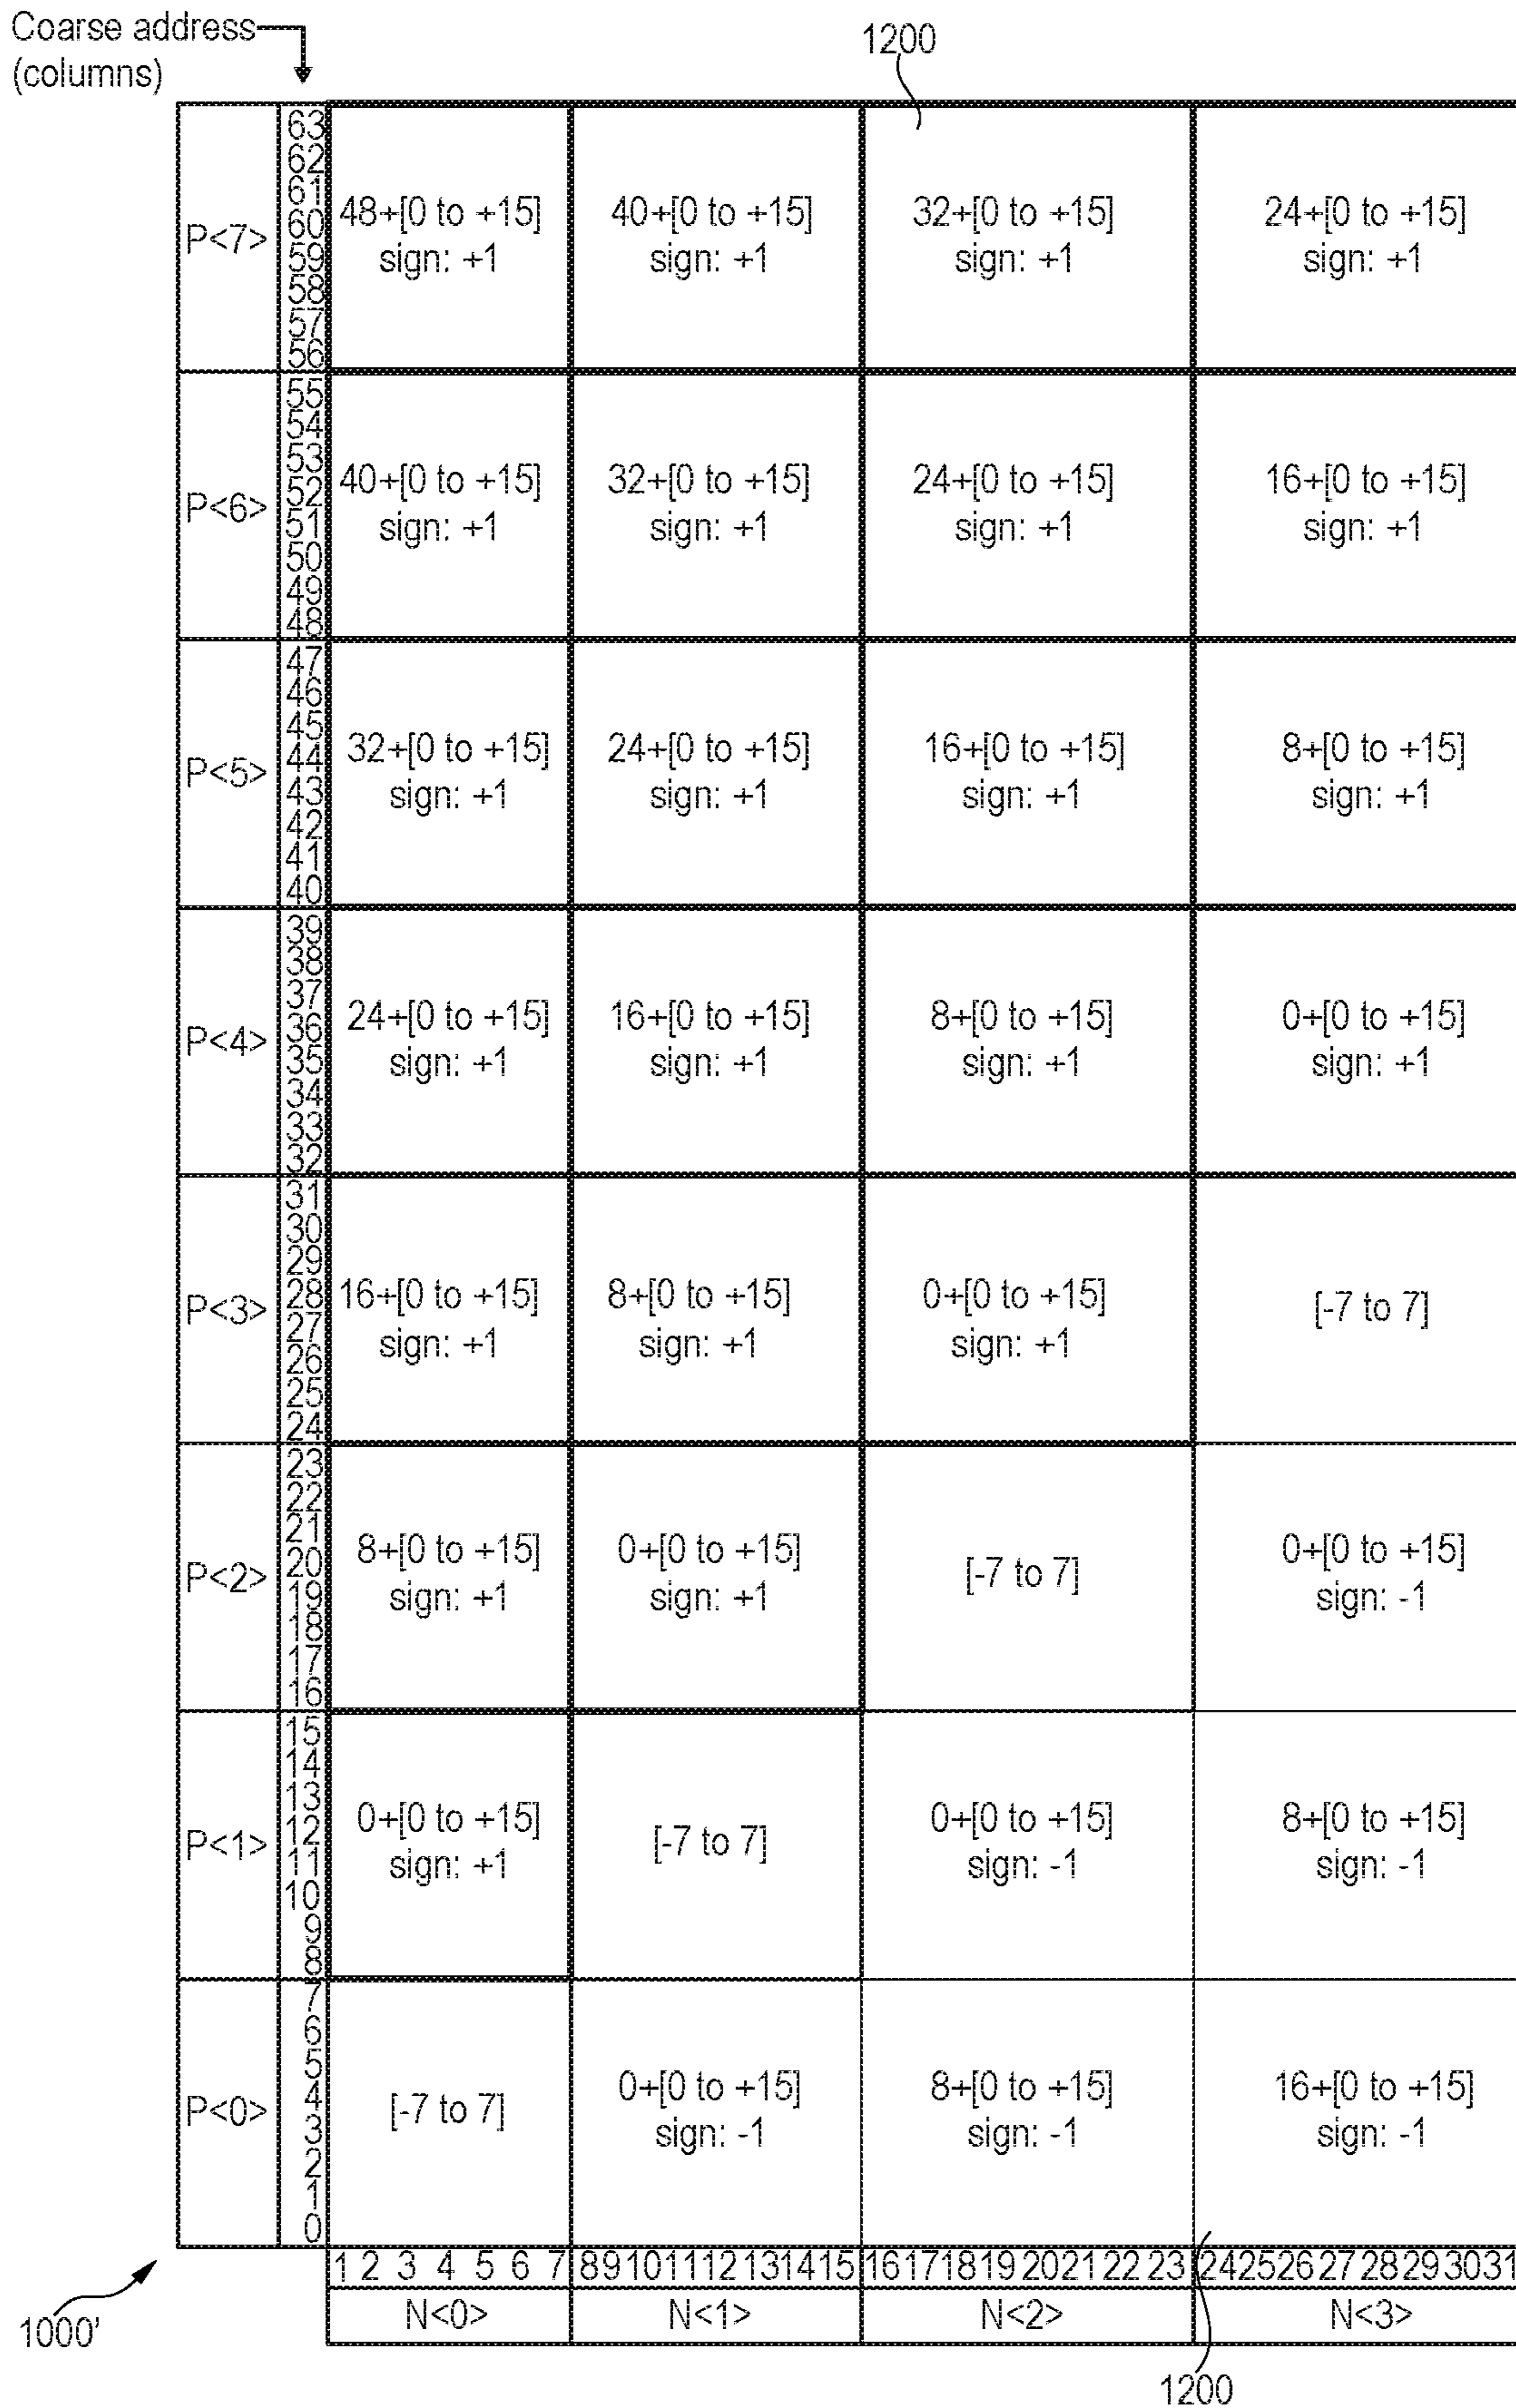 Coarse address
(columns)
1200
P<7>
63
62
61
60
59
58
57
56
48+[0 to +15]
sign: +1
40+[0 to +15]
sign: +1
32+[0 to +15]
sign: +1
24+[0 to +15]
sign: +1
P<6>
55
54
53
52
51
50
49
48
40+[0 to +15]
sign: +1
32+[0 to +15]
sign: +1
24+[0 to +15]
sign: +1
16+[0 to +15]
sign: +1
P<5>
47
46
45
44
43
42
41
40
32+[0 to +15]
sign: +1
24+[0 to +15]
sign: +1
16+[0 to +15]
sign: +1
8+[0 to +15]
sign: +1
P<4>
39
38
37
36
35
34
33
32
24+[0 to +15]
sign: +1
16+[0 to +15]
sign: +1
8+[0 to +15]
sign: +1
0+[0 to +15]
sign: +1
P<3>
31
30
29
28
27
26
25
24
16+[0 to +15]
sign: +1
8+[0 to +15]
sign: +1
0+[0 to +15]
sign: +1
[-7 to 7]
P<2>
23
22
21
20
19
18
17
16
8+[0 to +15]
sign: +1
0+[0 to +15]
sign: +1
[-7 to 7]
0+[0 to +15]
sign: -1
P<1>
15
14
13
12
11
10
9
8
0+[0 to +15]
sign: +1
[-7 to 7]
0+[0 to +15]
sign: -1
8+[0 to +15]
sign: -1
P<0>
7
6
5
4
3
2
1
0
[-7 to 7]
0+[0 to +15]
sign: -1
8+[0 to +15]
sign: -1
16+[0 to +15]
sign: -1
1 2 3 4 5 6 7 8 9 10 11 12 13 14 15 16 17 18 19 20 21 22 23 24 25 26 27 28 29 30 31
N<0> N<1> N<2> N<3>
1000'
1200